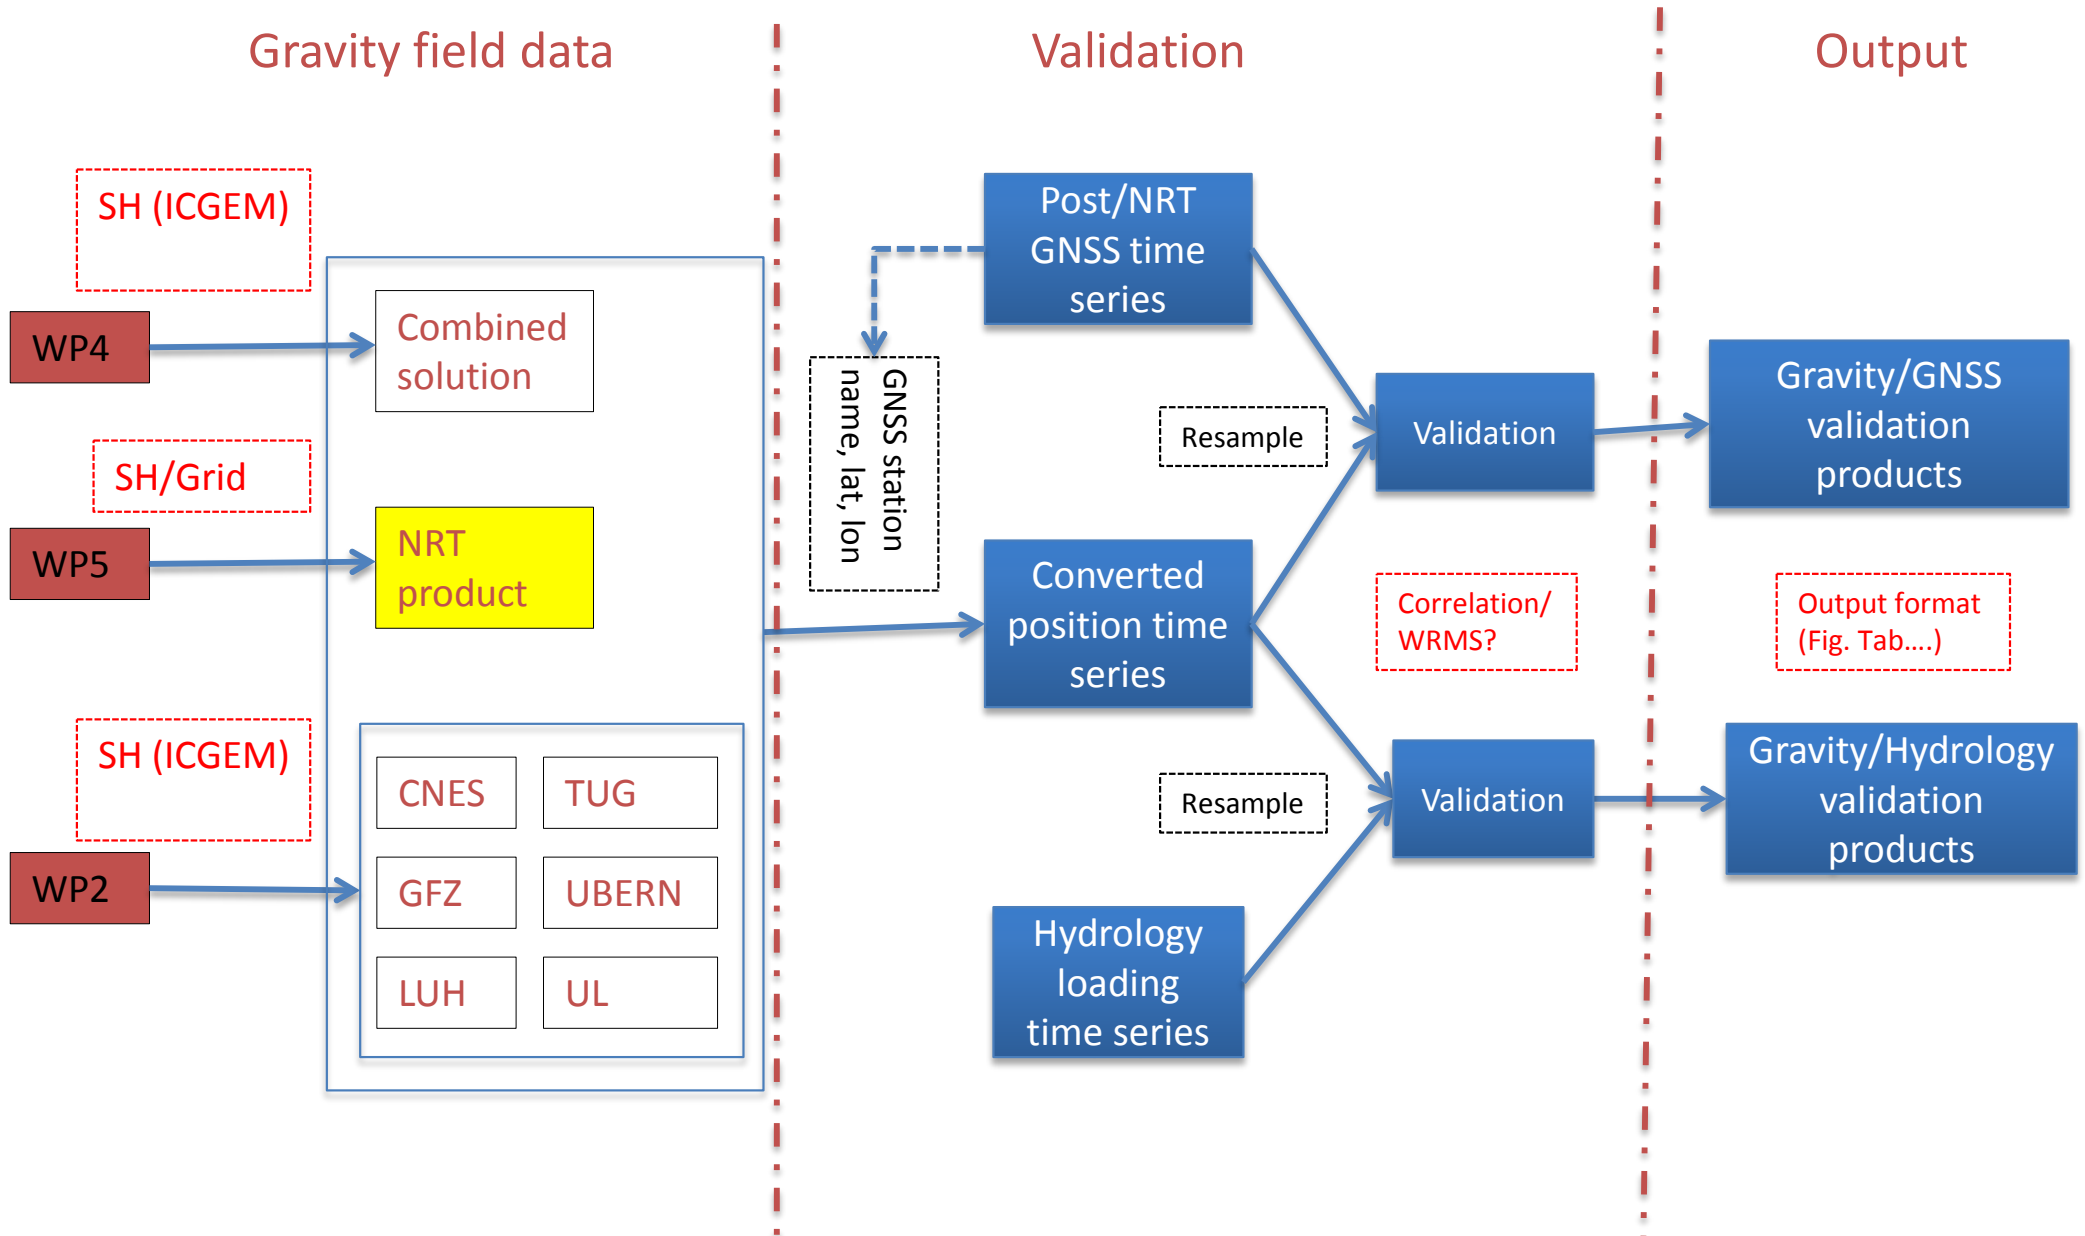 Gravity field data
Validation
Output
SH (ICGEM)
WP4
Combined
solution
SH/Grid
WP5
NRT
product
SH (ICGEM)
WP2
CNES
TUG
GFZ
UBERN
LUH
UL
Post/NRT
GNSS time
series
GNSS station
name, lat, lon
Resample
Validation
Gravity/GNSS
validation
products
Converted
position time
series
Correlation/
WRMS?
Output format
(Fig. Tab....)
Resample
Validation
Gravity/Hydrology
validation
products
Hydrology
loading
time series